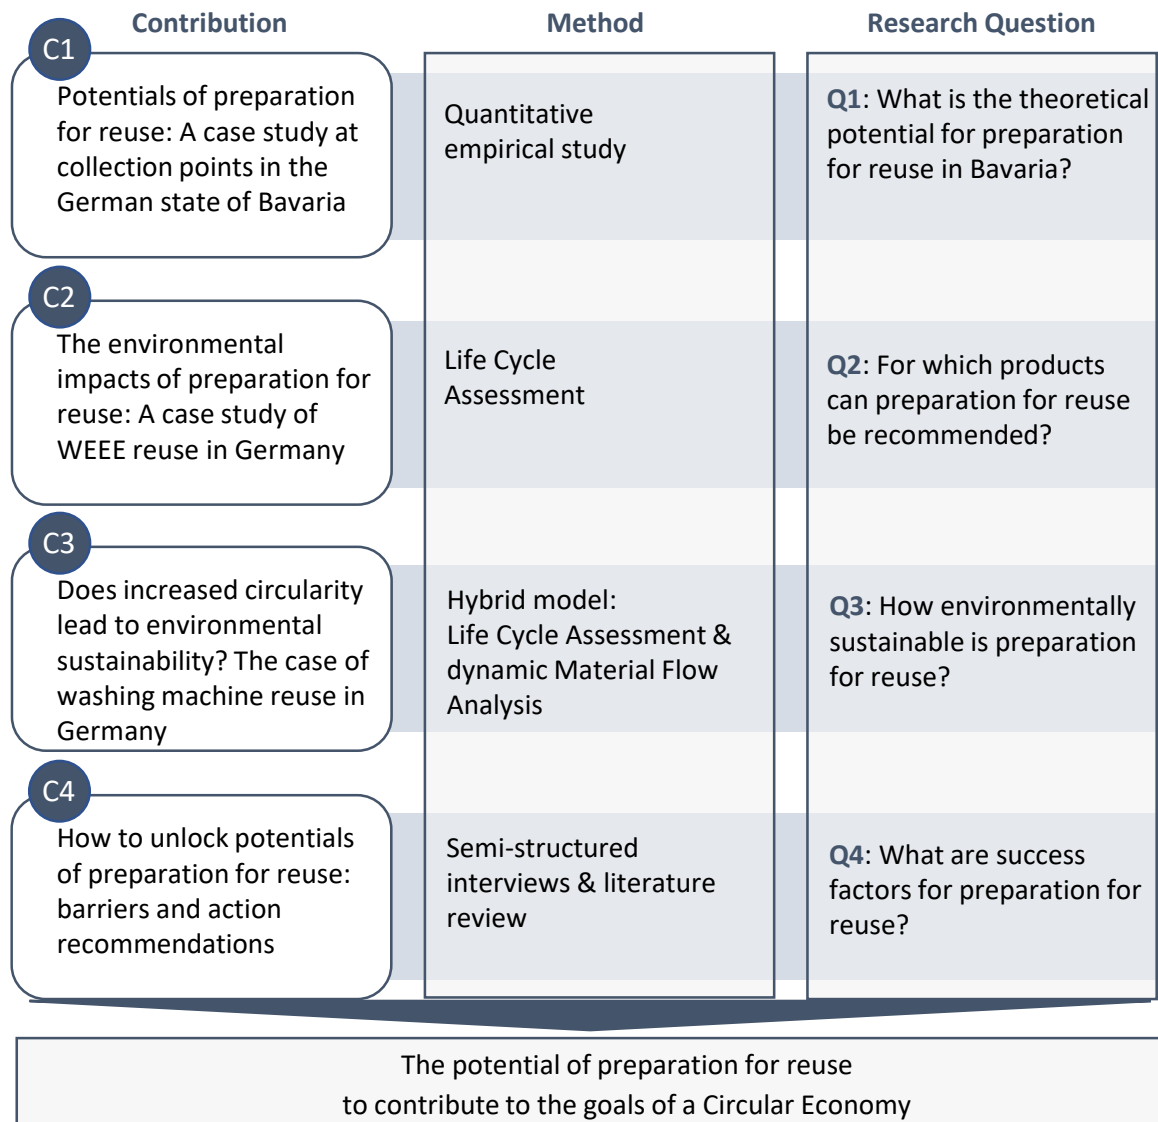 Contribution
Method
Research Question
C1
Potentials of preparation
for reuse: A case study at
collection points in the
German state of Bavaria
Quantitative
empirical study
Q1: What is the theoretical
potential for preparation
for reuse in Bavaria?
C2
The environmental
impacts of preparation for
reuse: A case study of
WEEE reuse in Germany
Life Cycle
Assessment
Q2: For which products
can preparation for reuse
be recommended?
C3
Does increased circularity
lead to environmental
sustainability? The case of
washing machine reuse in
Germany
Hybrid model:
Life Cycle Assessment &
dynamic Material Flow
Analysis
Q3: How environmentally
sustainable is preparation
for reuse?
C4
How to unlock potentials
of preparation for reuse:
barriers and action
recommendations
Semi-structured
interviews & literature
review
Q4: What are success
factors for preparation for
reuse?
The potential of preparation for reuse
to contribute to the goals of a Circular Economy